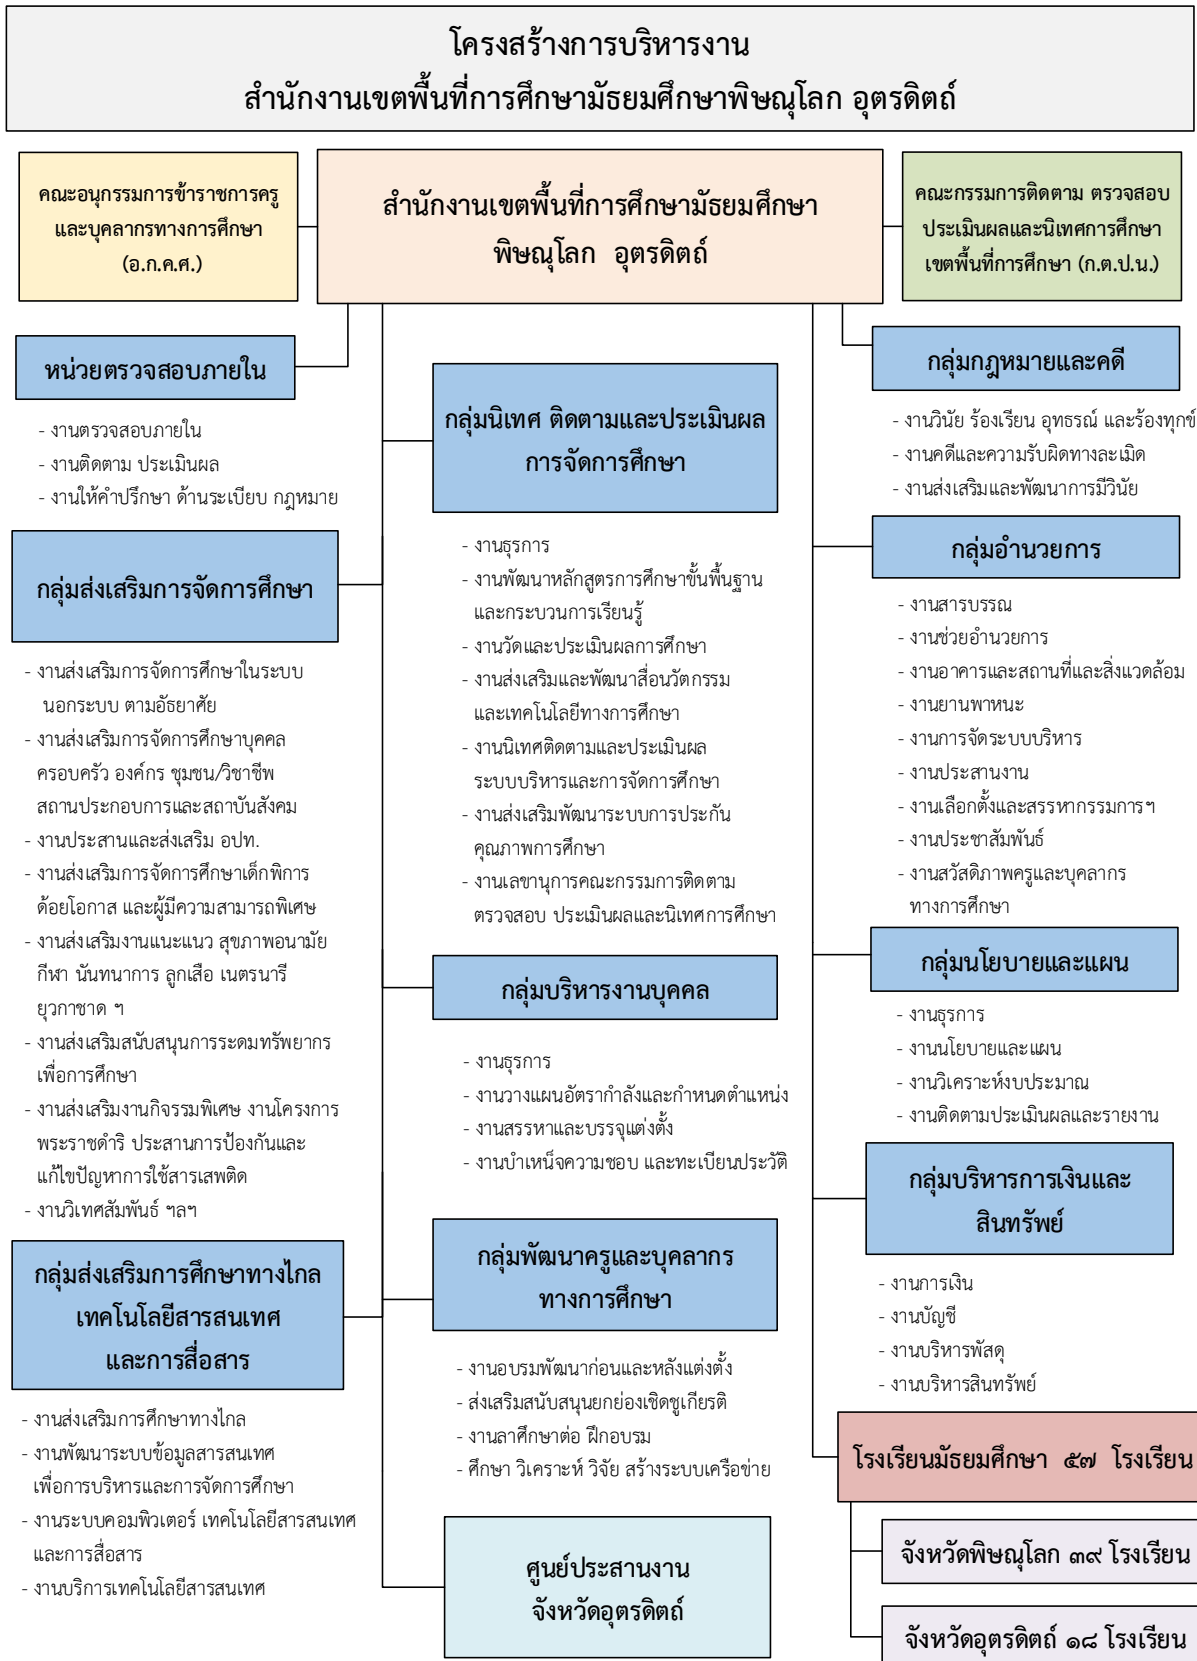 โครงสร้างการบริหารงาน
สำนักงานเขตพื้นที่การศึกษามัธยมศึกษาพิษณุโลก อุตรดิตถ์
คณะอนุกรรมการข้าราชการครู
และบุคลากรทางการศึกษา
(อ.ก.ค.ศ.)
สำนักงานเขตพื้นที่การศึกษามัธยมศึกษา
พิษณุโลก อุตรดิตถ์
คณะกรรมการติดตาม ตรวจสอบ
ประเมินผลและนิเทศการศึกษา
เขตพื้นที่การศึกษา (ก.ต.ป.น.)
หน่วยตรวจสอบภายใน
- งานตรวจสอบภายใน
- งานติดตาม ประเมินผล
- งานให้คำปรึกษา ด้านระเบียบ กฎหมาย
กลุ่มส่งเสริมการจัดการศึกษา
- งานส่งเสริมการจัดการศึกษาในระบบ
นอกระบบ ตามอัธยาศัย
- งานส่งเสริมการจัดการศึกษาบุคคล
ครอบครัว องค์กร ชุมชน/วิชาชีพ
สถานประกอบการและสถาบันสังคม
- งานประสานและส่งเสริม อปท.
- งานส่งเสริมการจัดการศึกษาเด็กพิการ
ด้อยโอกาส และผู้มีความสามารถพิเศษ
- งานส่งเสริมงานแนะแนว สุขภาพอนามัย
กีฬา นันทนาการ ลูกเสือ เนตรนารี
ยุวกาชาด ฯ
- งานส่งเสริมสนับสนุนการระดมทรัพยากร
เพื่อการศึกษา
- งานส่งเสริมงานกิจรรมพิเศษ งานโครงการ
พระราชดำริ ประสานการป้องกันและ
แก้ไขปัญหาการใช้สารเสพติด
- งานวิเทศสัมพันธ์ ฯลฯ
กลุ่มส่งเสริมการศึกษาทางไกล
เทคโนโลยีสารสนเทศ
และการสื่อสาร
- งานส่งเสริมการศึกษาทางไกล
- งานพัฒนาระบบข้อมูลสารสนเทศ
เพื่อการบริหารและการจัดการศึกษา
- งานระบบคอมพิวเตอร์ เทคโนโลยีสารสนเทศ
และการสื่อสาร
- งานบริการเทคโนโลยีสารสนเทศ
กลุ่มนิเทศ ติดตามและประเมินผล
การจัดการศึกษา
- งานธุรการ
- งานพัฒนาหลักสูตรการศึกษาขั้นพื้นฐาน
และกระบวนการเรียนรู้
- งานวัดและประเมินผลการศึกษา
- งานส่งเสริมและพัฒนาสื่อนวัตกรรม
และเทคโนโลยีทางการศึกษา
- งานนิเทศติดตามและประเมินผล
ระบบบริหารและการจัดการศึกษา
- งานส่งเสริมพัฒนาระบบการประกัน
คุณภาพการศึกษา
- งานเลขานุการคณะกรรมการติดตาม
ตรวจสอบ ประเมินผลและนิเทศการศึกษา
กลุ่มบริหารงานบุคคล
- งานธุรการ
- งานวางแผนอัตรากำลังและกำหนดตำแหน่ง
- งานสรรหาและบรรจุแต่งตั้ง
- งานบำเหน็จความชอบ และทะเบียนประวัติ
กลุ่มพัฒนาครูและบุคลากร
ทางการศึกษา
- งานอบรมพัฒนาก่อนและหลังแต่งตั้ง
- ส่งเสริมสนับสนุนยกย่องเชิดชูเกียรติ
- งานลาศึกษาต่อ ฝึกอบรม
- ศึกษา วิเคราะห์ วิจัย สร้างระบบเครือข่าย
ศูนย์ประสานงาน
จังหวัดอุตรดิตถ์
กลุ่มกฎหมายและคดี
- งานวินัย ร้องเรียน อุทธรณ์ และร้องทุกข์
- งานคดีและความรับผิดทางละเมิด
- งานส่งเสริมและพัฒนาการมีวินัย
กลุ่มอำนวยการ
- งานสารบรรณ
- งานช่วยอำนวยการ
- งานอาคารและสถานที่และสิ่งแวดล้อม
- งานยานพาหนะ
- งานการจัดระบบบริหาร
- งานประสานงาน
- งานเลือกตั้งและสรรหากรรมการฯ
- งานประชาสัมพันธ์
- งานสวัสดิภาพครูและบุคลากร
ทางการศึกษา
กลุ่มนโยบายและแผน
- งานธุรการ
- งานนโยบายและแผน
- งานวิเคราะห์งบประมาณ
- งานติดตามประเมินผลและรายงาน
กลุ่มบริหารการเงินและ
สินทรัพย์
- งานการเงิน
- งานบัญชี
- งานบริหารพัสดุ
- งานบริหารสินทรัพย์
โรงเรียนมัธยมศึกษา ๕๗ โรงเรียน
จังหวัดพิษณุโลก ๓๙ โรงเรียน
จังหวัดอุตรดิตถ์ ๑๘ โรงเรียน